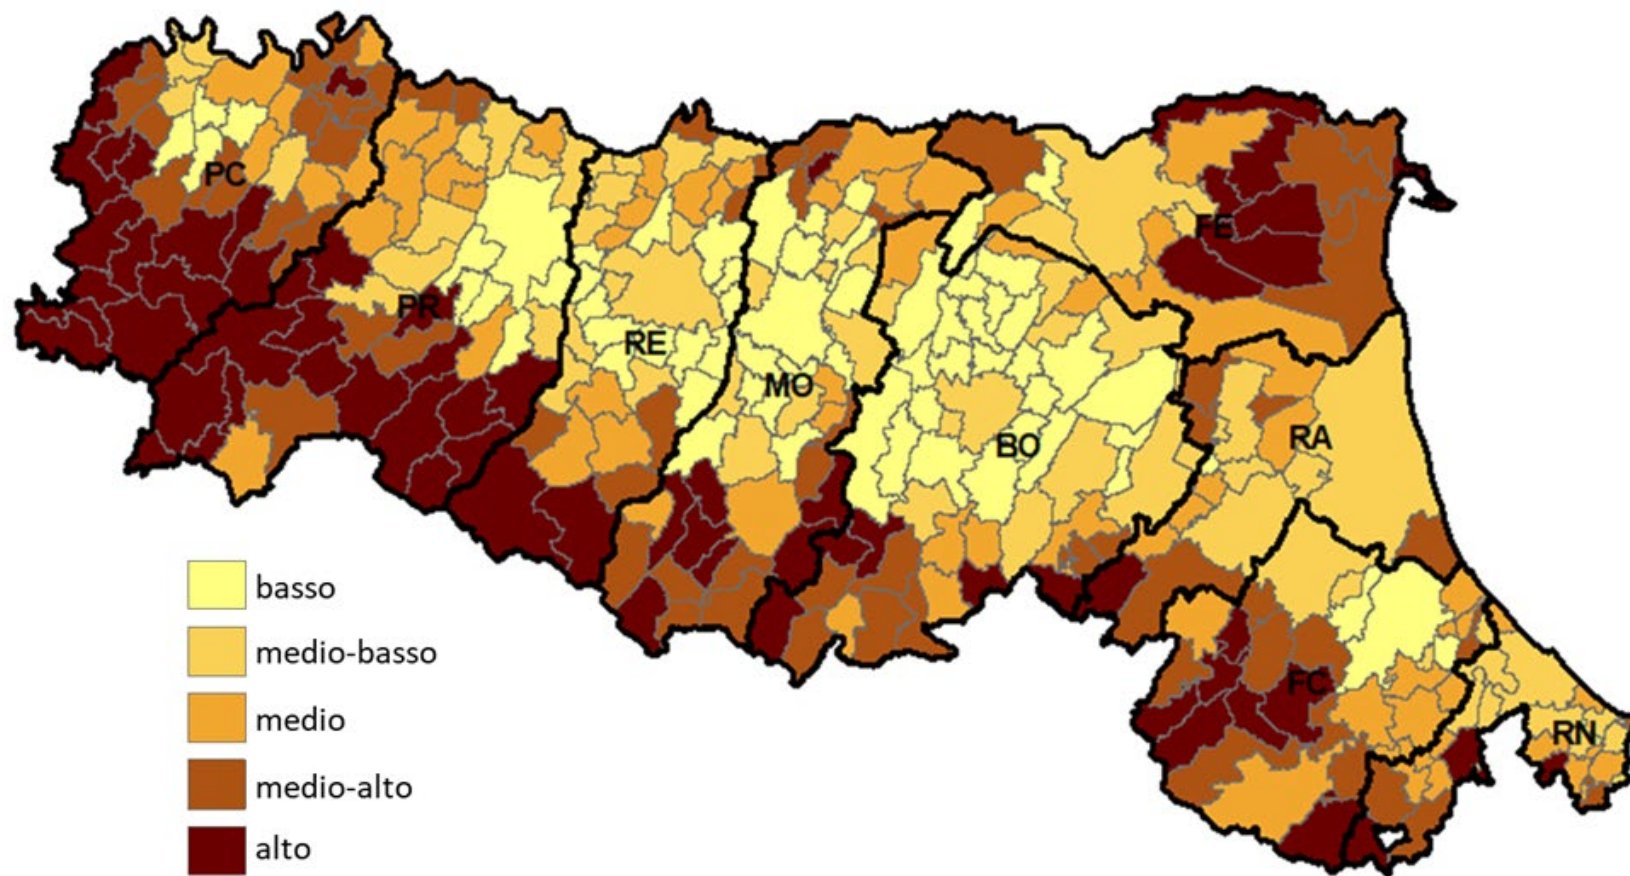 PC
FE
PR
RE
MO
RA
BO
FC
RN
basso
medio-basso
medio
medio-alto
alto